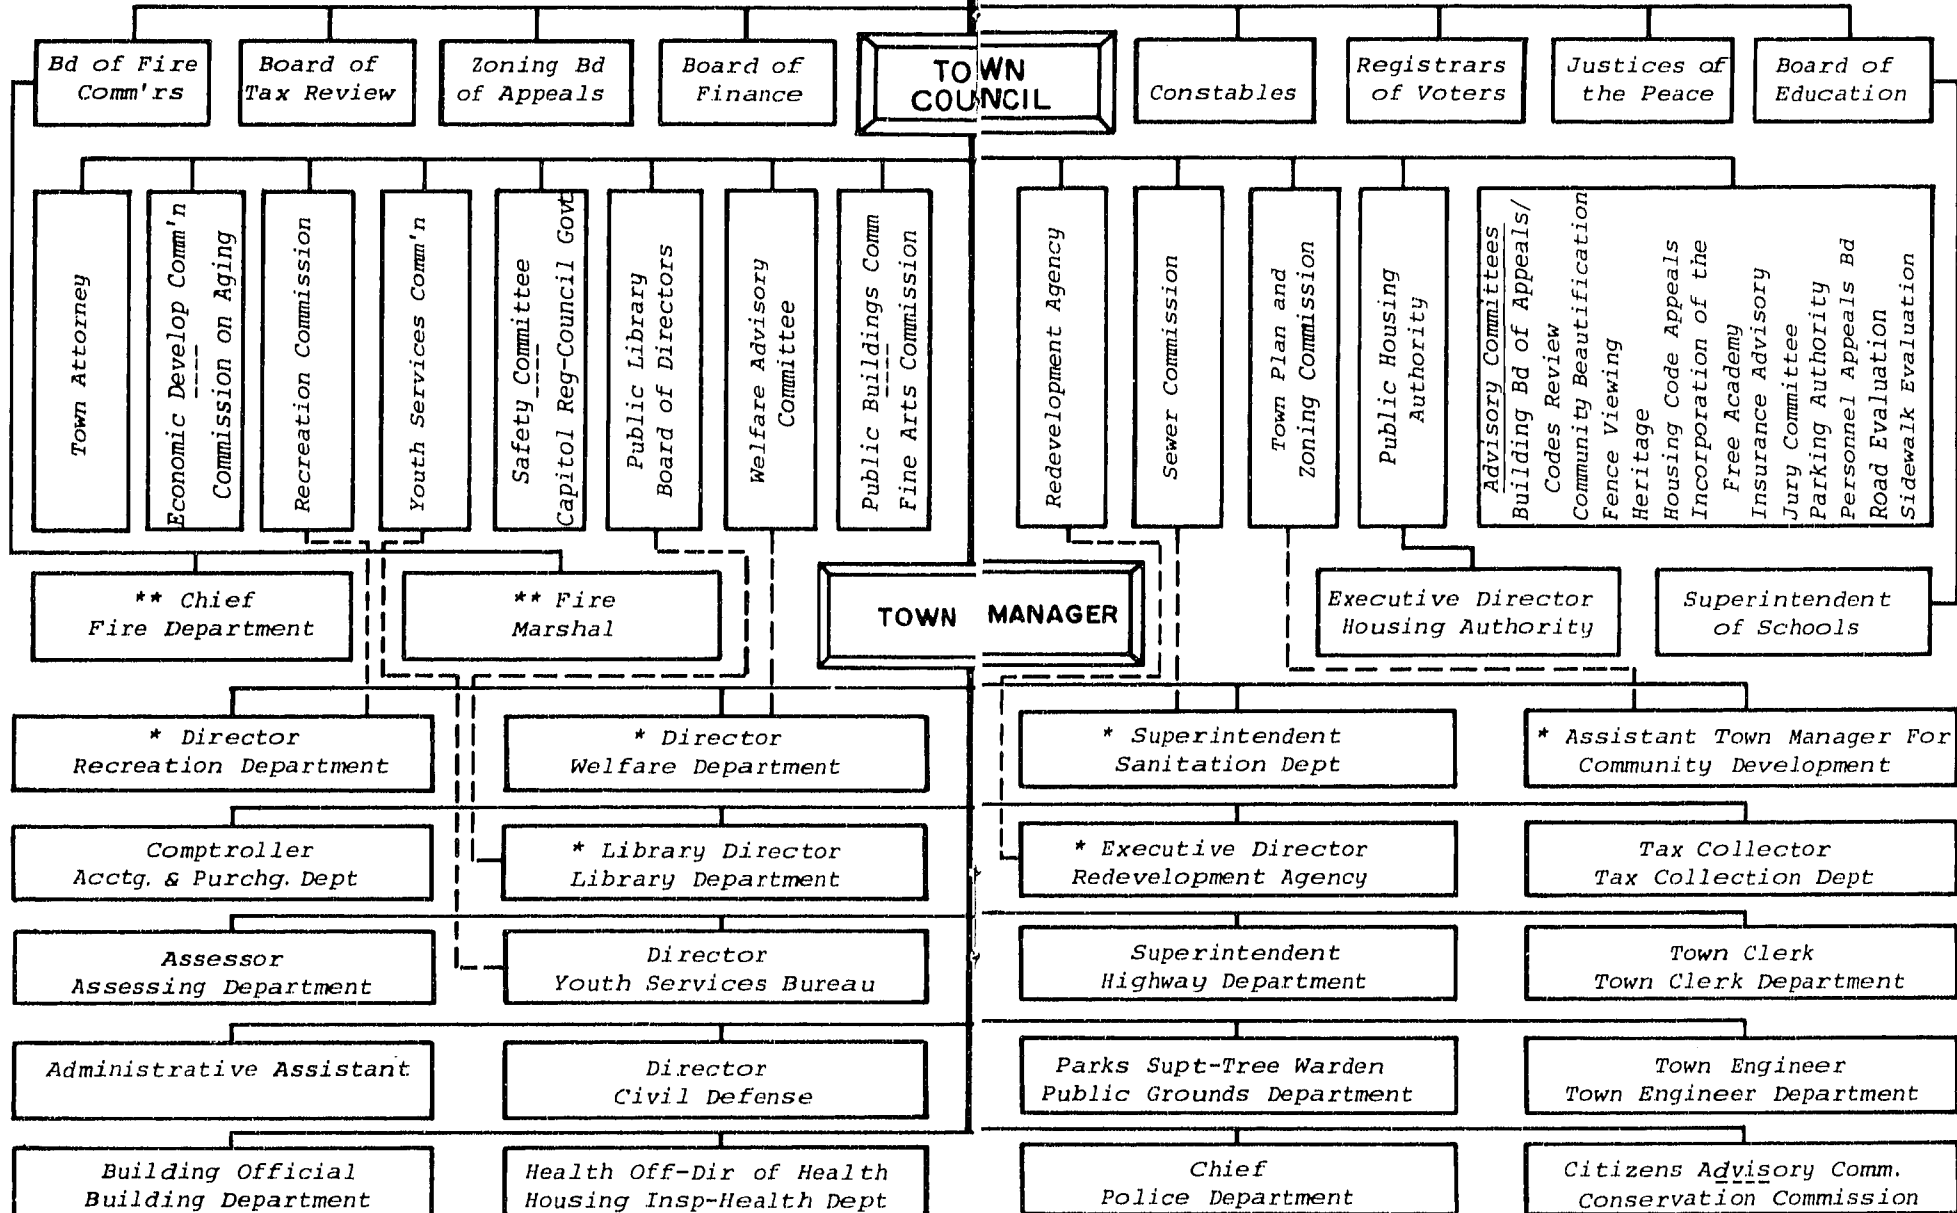 Bd of Fire
Comm'rs
Board of
Tax Review
Zoning Bd
of Appeals
Board of
Finance
TOWN
COUNCIL
Constables
Registrars
of Voters
Justices of
the Peace
Board of
Education
Town Attorney
Economic Develop Comm'n
Commission on Aging
Recreation Commission
Youth Services Comm'n
Safety Committee
Capitol Reg-Council Govt
Public Library
Board of Directors
Welfare Advisory
Committee
Public Buildings Comm
Fine Arts Commission
Redevelopment Agency
Sewer Commission
Town Plan and
Zoning Commission
Public Housing
Authority
Advisory Committees
Building Bd of Appeals/
Codes Review
Community Beautification
Fence Viewing
Heritage
Housing Code Appeals
Incorporation of the
Free Academy
Insurance Advisory
Jury Committee
Parking Authority
Personnel Appeals Bd
Road Evaluation
Sidewalk Evaluation
** Chief
Fire Department
** Fire
Marshal
TOWN MANAGER
Executive Director
Housing Authority
Superintendent
of Schools
* Director
Recreation Department
* Director
Welfare Department
* Superintendent
Sanitation Dept
* Assistant Town Manager For
Community Development
Comptroller
Acctg. & Purchg. Dept
* Library Director
Library Department
* Executive Director
Redevelopment Agency
Tax Collector
Tax Collection Dept
Assessor
Assessing Department
Director
Youth Services Bureau
Superintendent
Highway Department
Town Clerk
Town Clerk Department
Administrative Assistant
Director
Civil Defense
Parks Supt-Tree Warden
Public Grounds Department
Town Engineer
Town Engineer Department
Building Official
Building Department
Health Off-Dir of Health
Housing Insp-Health Dept
Chief
Police Department
Citizens Advisory Comm.
Conservation Commission